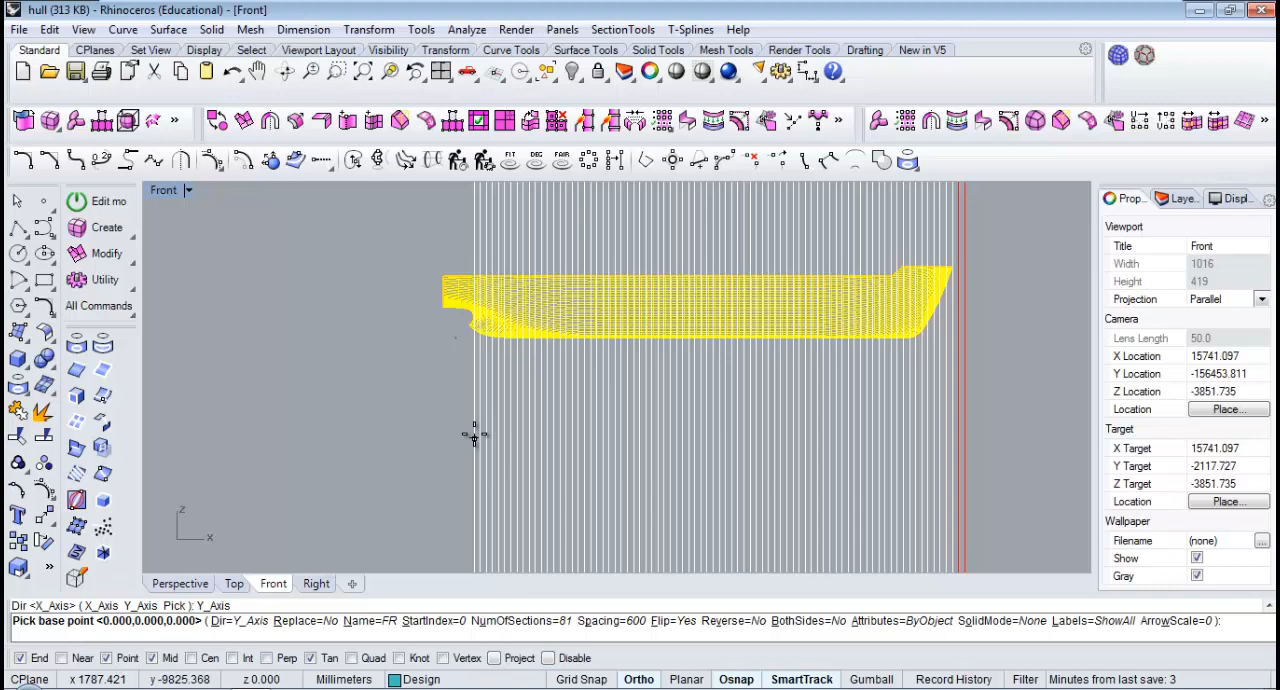 hull (313 KB) - Rhinoceros (Educational) - [Front]
File Edit View Curve Surface Solid Mesh Dimension Transform Tools Analyze Render Panels SectionTools T-Splines Help
Standard CPlanes Set View Display Select Viewport Layout Visibility Transform Curve Tools Surface Tools Solid Tools Mesh Tools Render Tools Drafting New in V5
FIT DEG FAIR
Front
Edit mo
Create
Modify
Utility
All Commands
Z
X
Prop... Laye... Displ...
Viewport
Title Front
Width 1016
Height 419
Projection Parallel
Camera
Lens Length 50.0
X Location 15741.097
Y Location -156453.811
Z Location -3851.735
Location Place...
Target
X Target 15741.097
Y Target -2117.727
Z Target -3851.735
Location Place...
Wallpaper
Filename (none) ...
Show
Gray
Perspective Top Front Right
Dir <X_Axis> ( X_Axis Y_Axis Pick ): Y_Axis
Pick base point <0.000,0.000,0.000> ( Dir=Y_Axis Replace=No Name=FR StartIndex=0 NumOfSections=81 Spacing=600 Flip=Yes Reverse=No BothSides=No Attributes=ByObject SolidMode=None Labels=ShowAll ArrowScale=0 ):
End Near Point Mid Cen Int Perp Tan Quad Knot Vertex Project Disable
CPlane x 1787.421 y -9825.368 z 0.000 Millimeters Design Grid Snap Ortho Planar Osnap SmartTrack Gumball Record History Filter Minutes from last save: 3